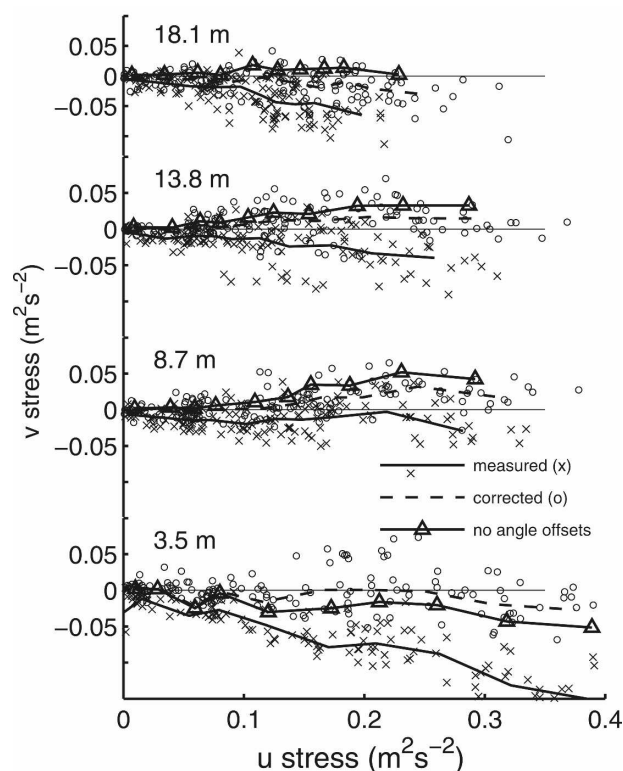 18.1 m
0.05
0
−0.05
13.8 m
0.05
0
−0.05
8.7 m
0.05
0
−0.05
3.5 m
0.05
0
−0.05
v stress (m²s⁻²)
measured (x)
corrected (o)
no angle offsets
0 0.1 0.2 0.3 0.4
u stress (m²s⁻²)